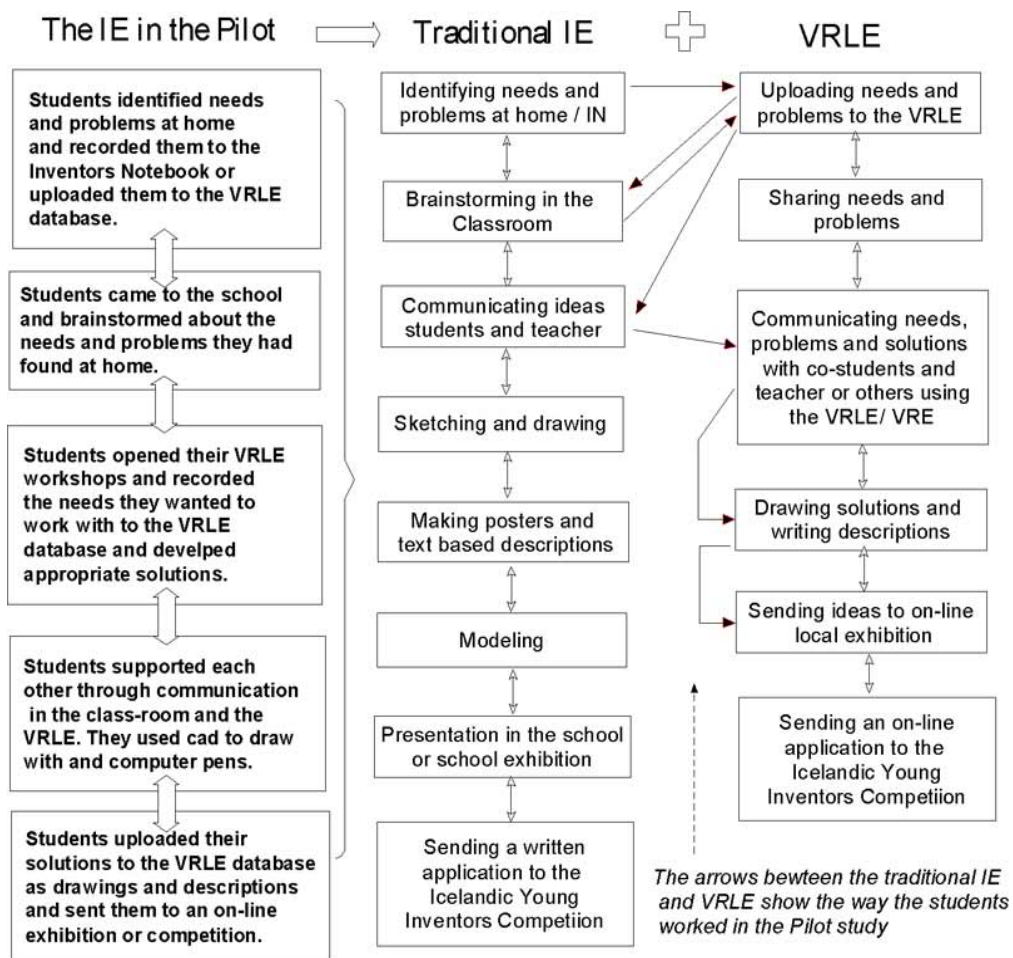 The IE in the Pilot
Traditional IE
VRLE
Students identified needs
and problems at home
and recorded them to the
Inventors Notebook or
uploaded them to the VRLE
database.
Students came to the school
and brainstormed about the
needs and problems they had
found at home.
Students opened their VRLE
workshops and recorded
the needs they wanted to
work with to the VRLE
database and develped
appropriate solutions.
Students supported each
other through communication
in the class-room and the
VRLE. They used cad to draw
with and computer pens.
Students uploaded their
solutions to the VRLE database
as drawings and descriptions
and sent them to an on-line
exhibition or competition.
Identifying needs and
problems at home / IN
Brainstorming in the
Classroom
Communicating ideas
students and teacher
Sketching and drawing
Making posters and
text based descriptions
Modeling
Presentation in the school
or school exhibition
Sending a written
application to the
Icelandic Young
Inventors Competiion
Uploading needs and
problems to the VRLE
Sharing needs and
problems
Communicating needs,
problems and solutions
with co-students and
teacher or others using
the VRLE/ VRE
Drawing solutions and
writing descriptions
Sending ideas to on-line
local exhibition
Sending an on-line
application to the
Icelandic Young
Inventors Competiion
The arrows bewteen the traditional IE
and VRLE show the way the students
worked in the Pilot study